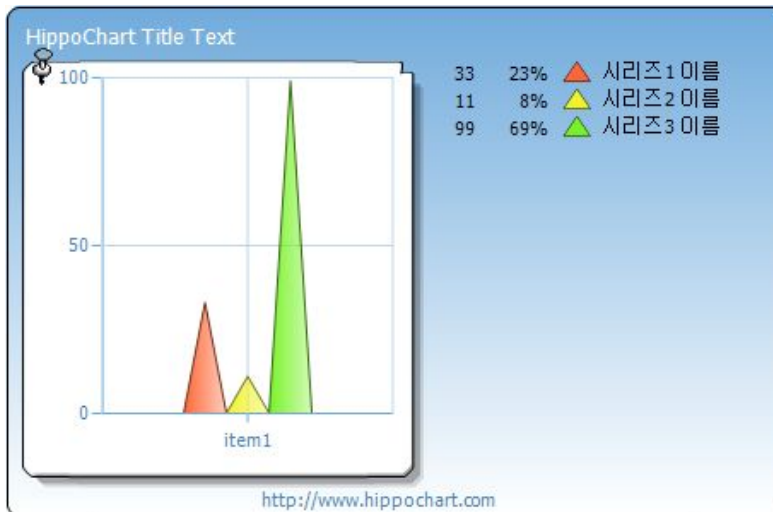 HippoChart Title Text
100
50
0
item1
33 23% 시리즈1 이름
11 8% 시리즈2 이름
99 69% 시리즈3 이름
http://www.hippochart.com